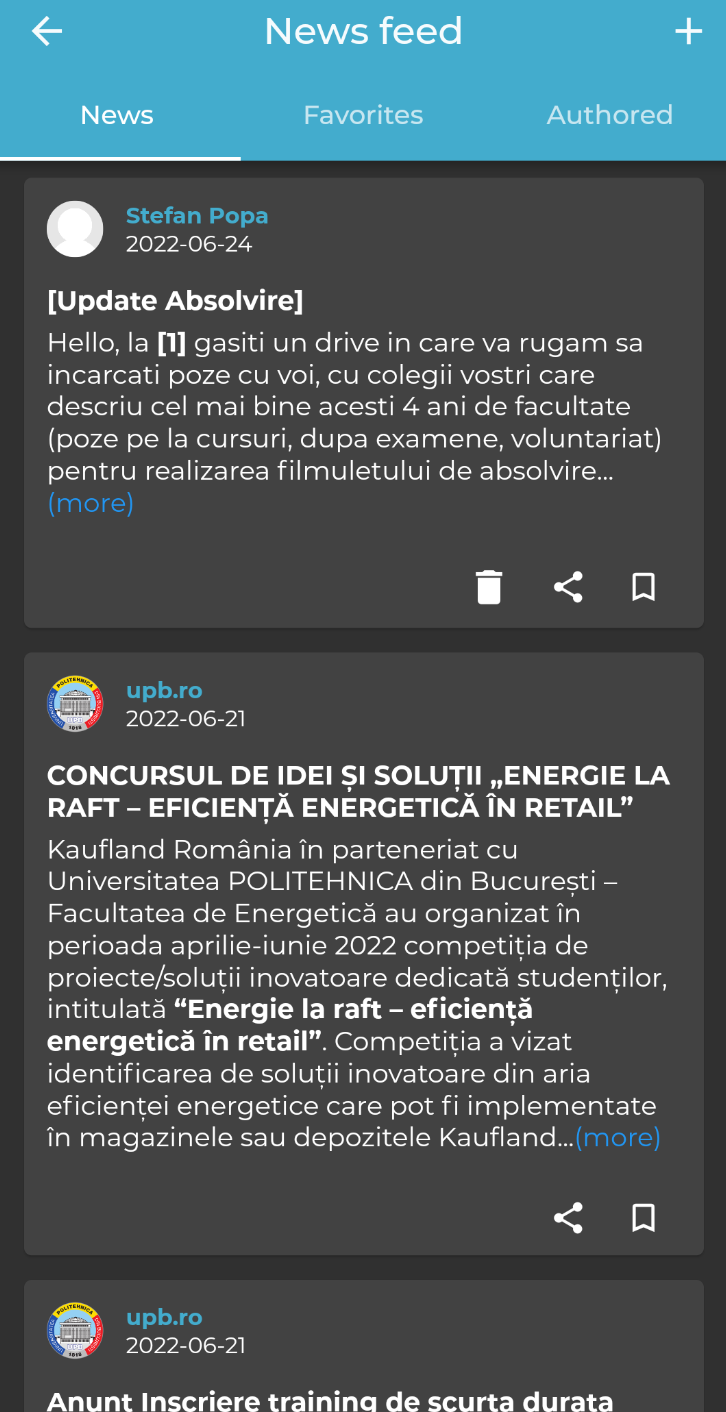 News feed
News
Favorites
Authored
Stefan Popa
2022-06-24
[Update Absolvire]
Hello, la [1] gasiti un drive in care va rugam sa
incarcati poze cu voi, cu colegii vostri care
descriu cel mai bine acesti 4 ani de facultate
(poze pe la cursuri, dupa examene, voluntariat)
pentru realizarea filmuletului de absolvire...
(more)
upb.ro
2022-06-21
CONCURSUL DE IDEI ȘI SOLUȚII „ENERGIE LA
RAFT – EFICIENȚĂ ENERGETICĂ ÎN RETAIL”
Kaufland România în parteneriat cu
Universitatea POLITEHNICA din București –
Facultatea de Energetică au organizat în
perioada aprilie-iunie 2022 competiția de
proiecte/soluții inovatoare dedicată studenților,
intitulată “Energie la raft – eficiență
energetică în retail”. Competiția a vizat
identificarea de soluții inovatoare din aria
eficienței energetice care pot fi implementate
în magazinele sau depozitele Kaufland...(more)
upb.ro
2022-06-21
Anunt Inscriere training de scurta durata